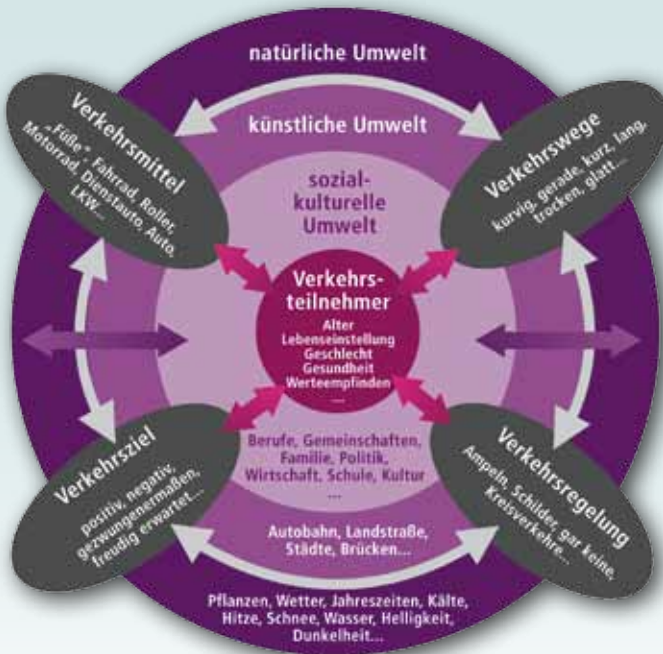 natürliche Umwelt
künstliche Umwelt
sozial-
kulturelle
Umwelt
Verkehrsmittel
„Füße“, Fahrrad, Roller,
Motorrad, Dienstauto, Auto,
LKW...
Verkehrswege
kurvig, gerade, kurz, lang,
trocken, glatt...
Verkehrs-
teilnehmer
Alter
Lebenseinstellung
Geschlecht
Gesundheit
Werteempfinden
...
Verkehrsziel
positiv, negativ,
gezwungenermaßen,
freudig erwartet...
Verkehrsregelung
Ampeln, Schilder, gar keine,
Kreisverkehre...
Berufe, Gemeinschaften,
Familie, Politik,
Wirtschaft, Schule, Kultur
...
Autobahn, Landstraße,
Städte, Brücken...
Pflanzen, Wetter, Jahreszeiten, Kälte,
Hitze, Schnee, Wasser, Helligkeit,
Dunkelheit...